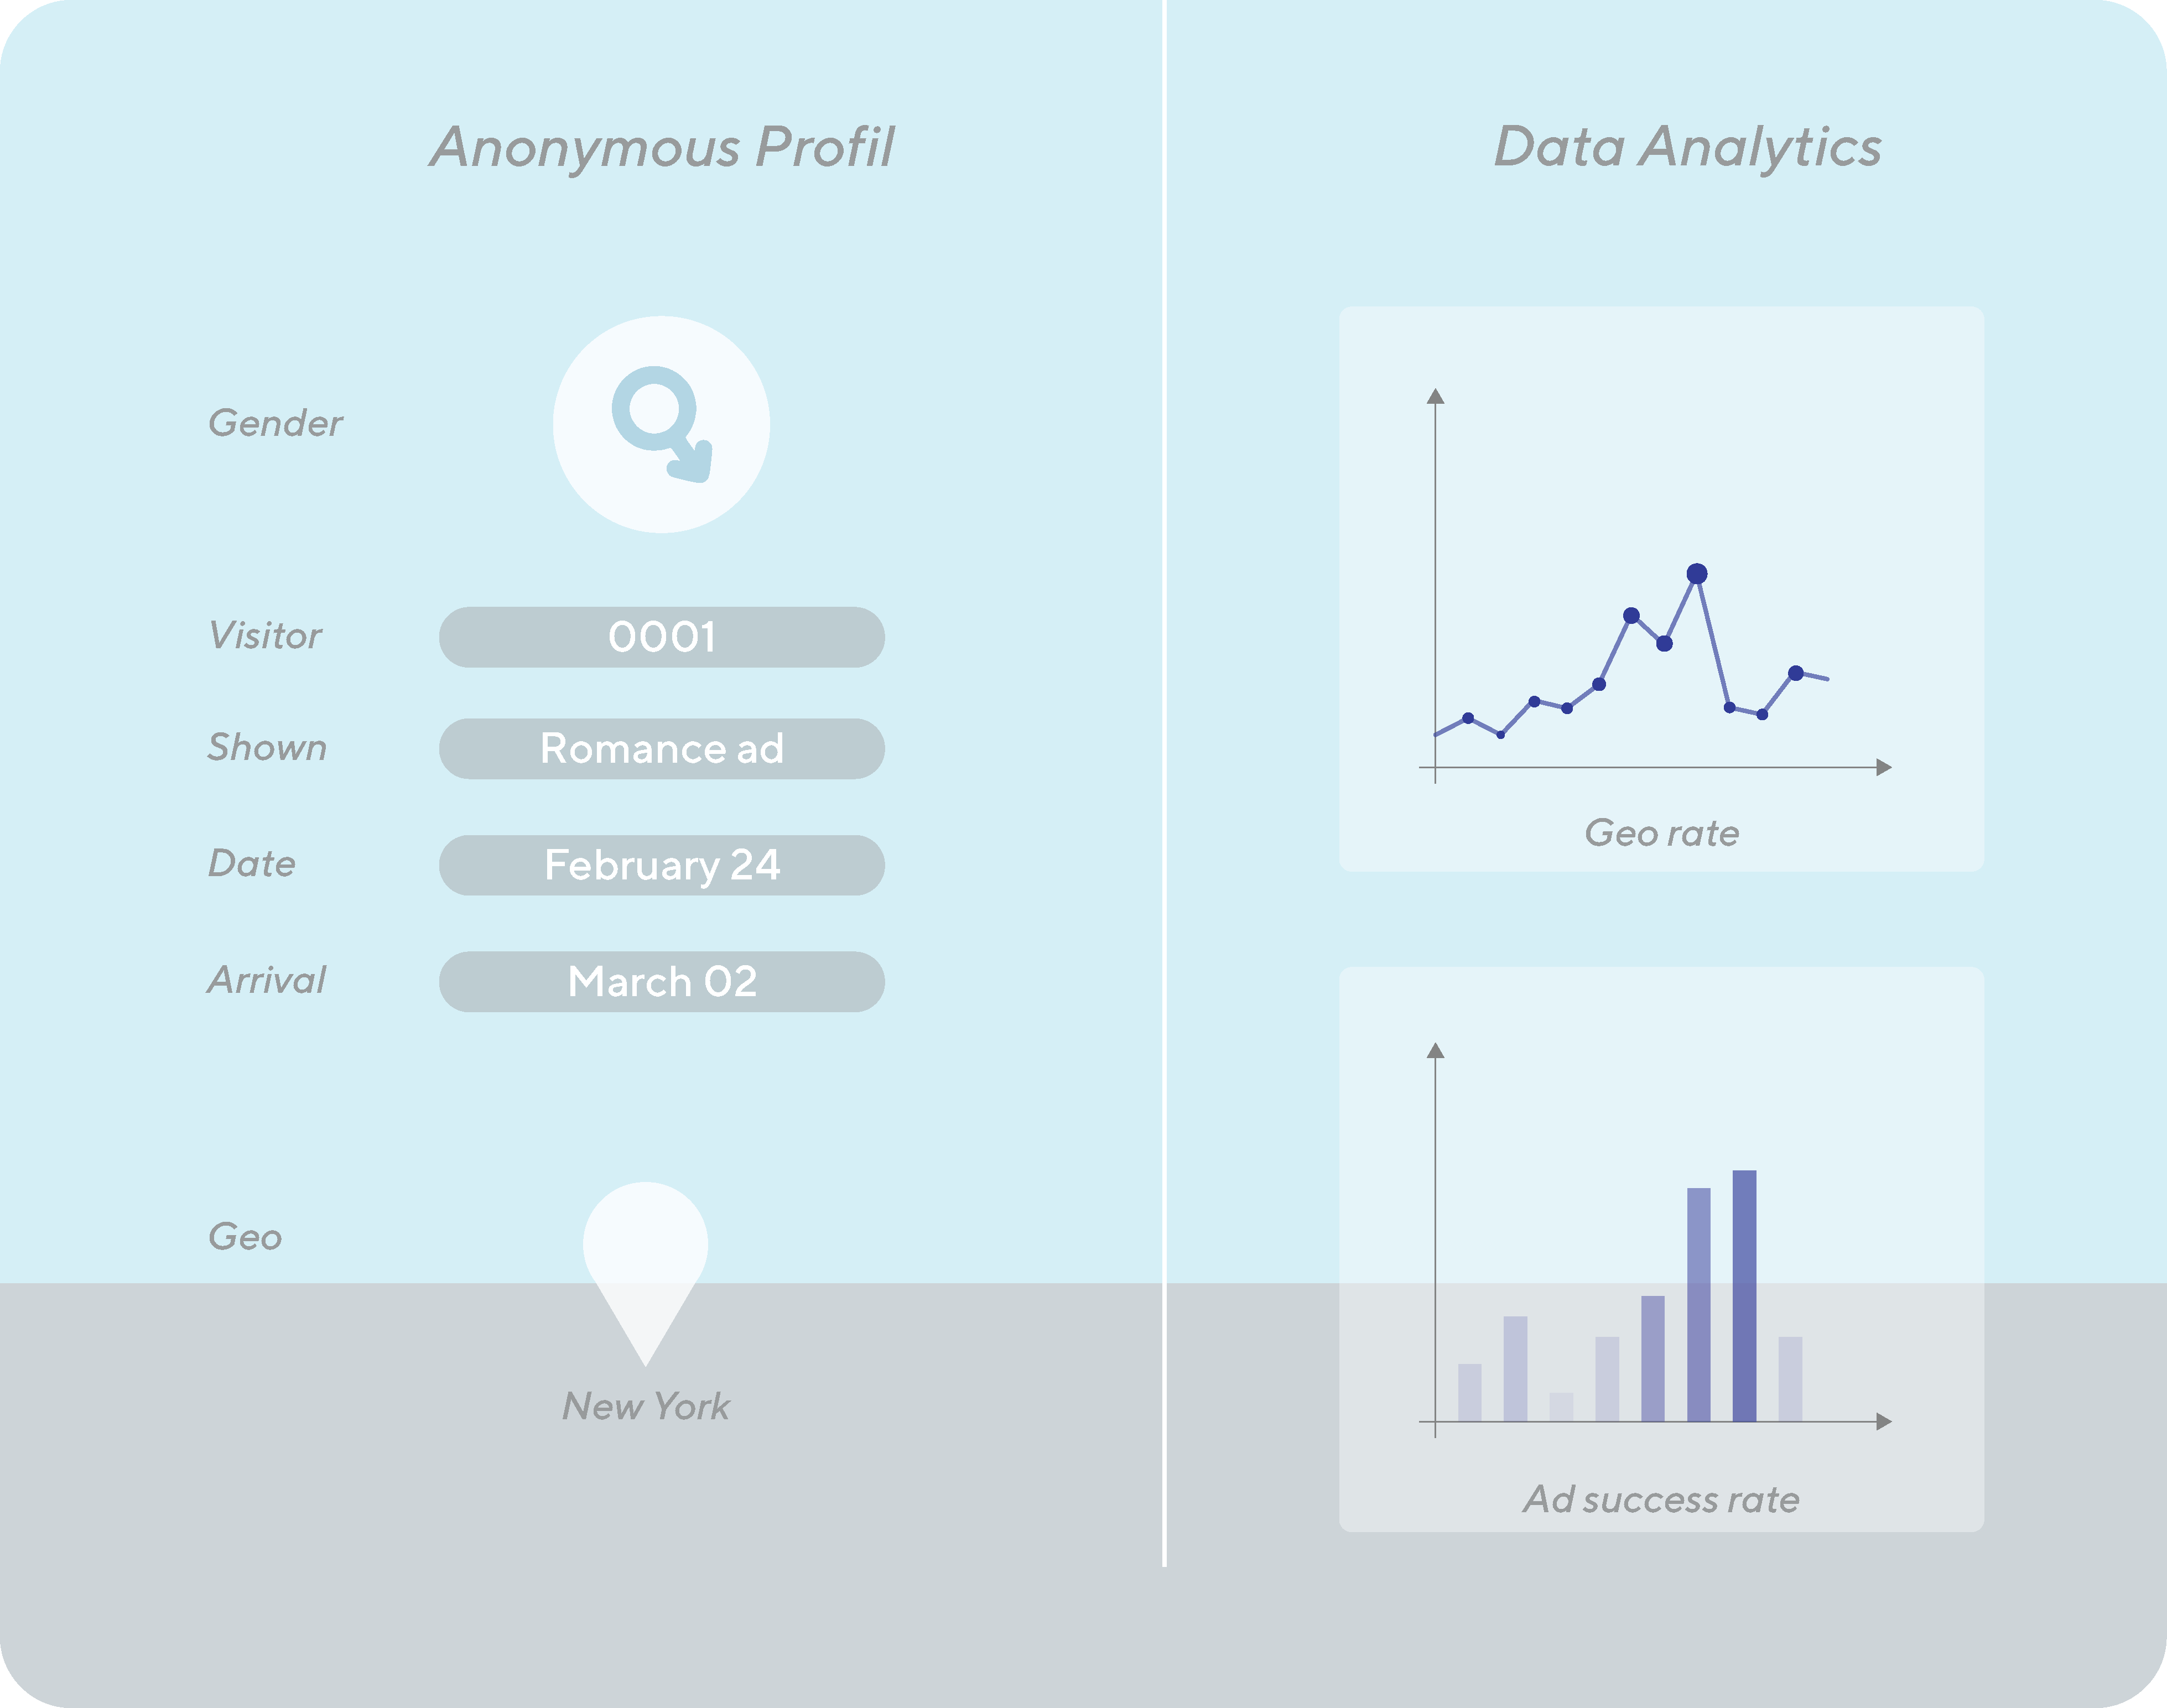 Anonymous Profil
Gender
Visitor 0001
Shown Romance ad
Date February 24
Arrival March 02
Geo
New York
Data Analytics
Geo rate
Ad success rate